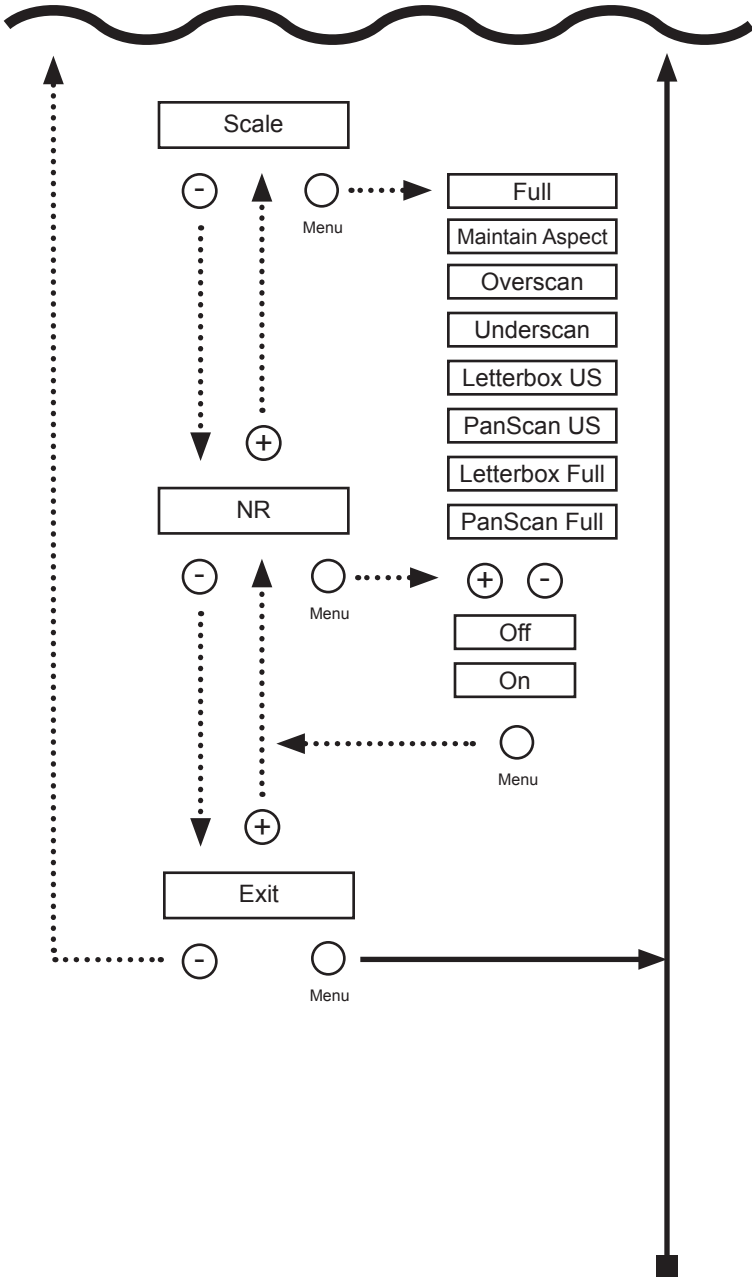 Scale
-
Menu
Full
Maintain Aspect
Overscan
Underscan
Letterbox US
PanScan US
Letterbox Full
PanScan Full
+
NR
-
Menu
+ -
Off
On
Menu
+
Exit
-
Menu